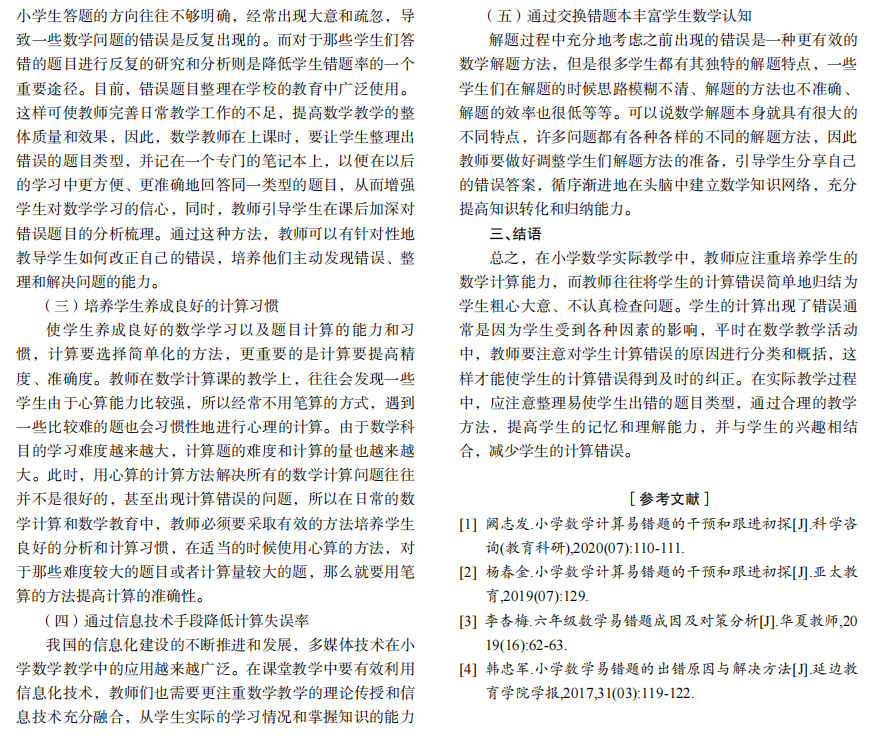 小学生答题的方向往往不够明确，经常出现大意和疏忽，导
致一些数学问题的错误是反复出现的。而对于那些学生们答
错的题目进行反复的研究和分析则是降低学生错题率的一个
重要途径。目前，错误题目整理在学校的教育中广泛使用。
这样可使教师完善日常教学工作的不足，提高数学教学的整
体质量和效果，因此，数学教师在上课时，要让学生整理出
错误的题目类型，并记在一个专门的笔记本上，以便在以后
的学习中更方便、更准确地回答同一类型的题目，从而增强
学生对数学学习的信心，同时，教师引导学生在课后加深对
错误题目的分析梳理。通过这种方法，教师可以有针对性地
教导学生如何改正自己的错误，培养他们主动发现错误、整
理和解决问题的能力。
（三）培养学生养成良好的计算习惯
使学生养成良好的数学学习以及题目计算的能力和习
惯，计算要选择简单化的方法，更重要的是计算要提高精
度、准确度。教师在数学计算课的教学上，往往会发现一些
学生由于心算能力比较强，所以经常不用笔算的方式，遇到
一些比较难的题也会习惯性地进行心理的计算。由于数学科
目的学习难度越来越大，计算题的难度和计算的量也越来越
大。此时，用心算的计算方法解决所有的数学计算问题往往
并不是很好的，甚至出现计算错误的问题，所以在日常的数
学计算和数学教育中，教师必须要采取有效的方法培养学生
良好的分析和计算习惯，在适当的时候使用心算的方法，对
于那些难度较大的题目或者计算量较大的题，那么就要用笔
算的方法提高计算的准确性。
（四）通过信息技术手段降低计算失误率
我国的信息化建设的不断推进和发展，多媒体技术在小
学数学教学中的应用越来越广泛。在课堂教学中要有效利用
信息化技术，教师们也需要更注重数学教学的理论传授和信
息技术充分融合，从学生实际的学习情况和掌握知识的能力
（五）通过交换错题本丰富学生数学认知
解题过程中充分地考虑之前出现的错误是一种更有效的
数学解题方法，但是很多学生都有其独特的解题特点，一些
学生们在解题的时候思路模糊不清、解题的方法也不准确、
解题的效率也很低等等。可以说数学解题本身就具有很大的
不同特点，许多问题都有各种各样的不同的解题方法，因此
教师要做好调整学生们解题方法的准备，引导学生分享自己
的错误答案，循序渐进地在头脑中建立数学知识网络，充分
提高知识转化和归纳能力。
三、结语
总之，在小学数学实际教学中，教师应注重培养学生的
数学计算能力，而教师往往将学生的计算错误简单地归结为
学生粗心大意、不认真检查问题。学生的计算出现了错误通
常是因为学生受到各种因素的影响，平时在数学教学活动
中，教师要注意对学生计算错误的原因进行分类和概括，这
样才能使学生的计算错误得到及时的纠正。在实际教学过程
中，应注意整理易使学生出错的题目类型，通过合理的教学
方法，提高学生的记忆和理解能力，并与学生的兴趣相结
合，减少学生的计算错误。
[参考文献]
[1] 阙志发.小学数学计算易错题的干预和跟进初探[J].科学咨
询(教育科研),2020(07):110-111.
[2] 杨春金.小学数学计算易错题的干预和跟进初探[J].亚太教
育,2019(07):129.
[3] 李杏梅.六年级数学易错题成因及对策分析[J].华夏教师,20
19(16):62-63.
[4] 韩忠军.小学数学易错题的出错原因与解决方法[J].延边教
育学院学报,2017,31(03):119-122.